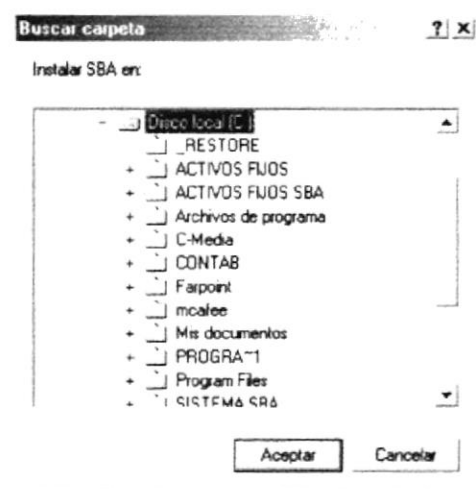 Buscar carpeta
Instalar SBA en:
Disco local (C:)
_RESTORE
ACTIVOS FIJOS
ACTIVOS FIJOS SBA
Archivos de programa
C-Media
CONTAB
Farpoint
mcafee
Mis documentos
PROGRA~1
Program Files
SISTEMA SBA
Aceptar
Cancelar